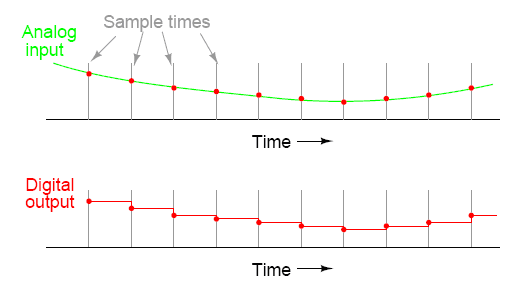 Sample times
Analog
input
Time
Digital
output
Time